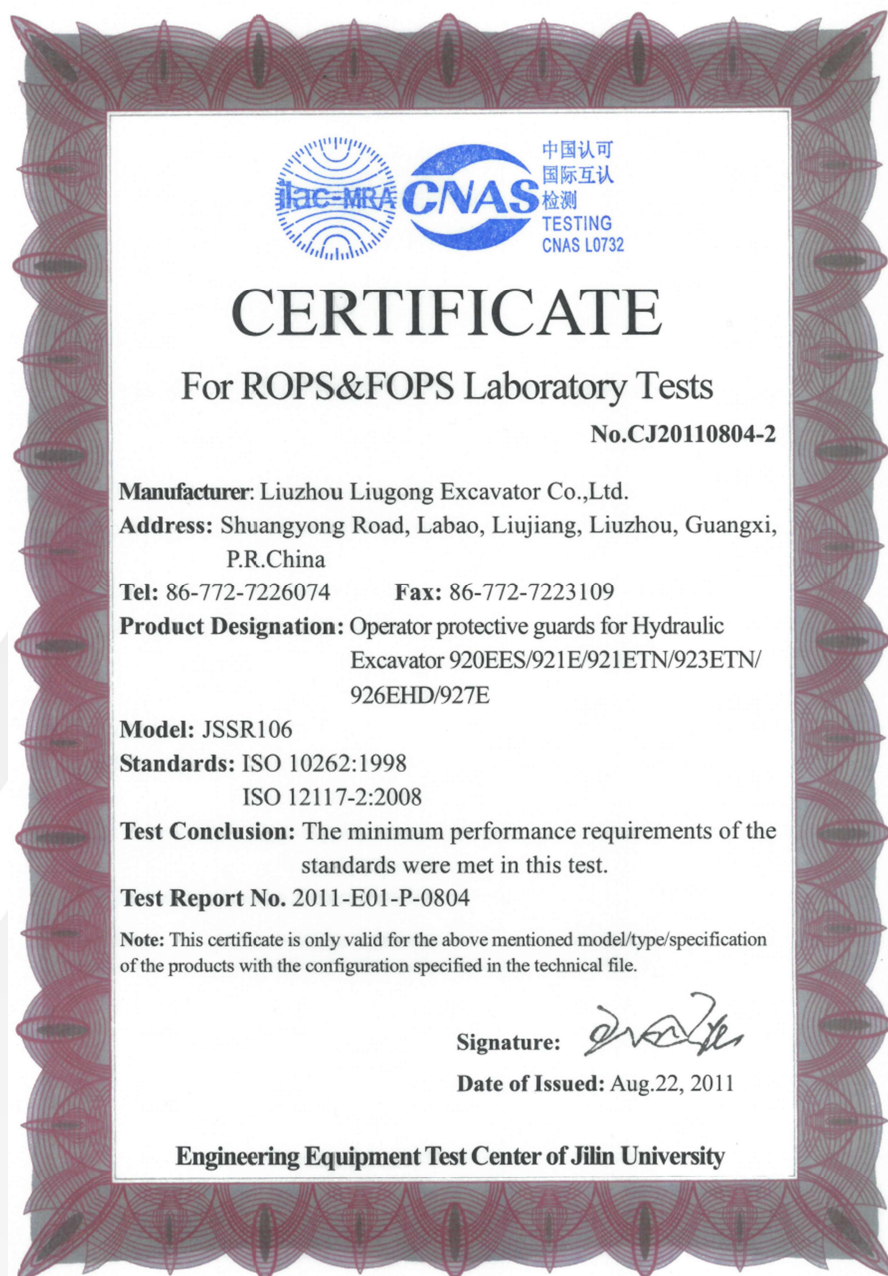 ilac-MRA
CNAS
中国认可
国际互认
检测
TESTING
CNAS L0732
CERTIFICATE
For ROPS&FOPS Laboratory Tests
No.CJ20110804-2
Manufacturer: Liuzhou Liugong Excavator Co.,Ltd.
Address: Shuangyong Road, Labao, Liujiang, Liuzhou, Guangxi,
P.R.China
Tel: 86-772-7226074 Fax: 86-772-7223109
Product Designation: Operator protective guards for Hydraulic
Excavator 920EES/921E/921ETN/923ETN/
926EHD/927E
Model: JSSR106
Standards: ISO 10262:1998
ISO 12117-2:2008
Test Conclusion: The minimum performance requirements of the
standards were met in this test.
Test Report No. 2011-E01-P-0804
Note: This certificate is only valid for the above mentioned model/type/specification
of the products with the configuration specified in the technical file.
Signature:
Date of Issued: Aug.22, 2011
Engineering Equipment Test Center of Jilin University